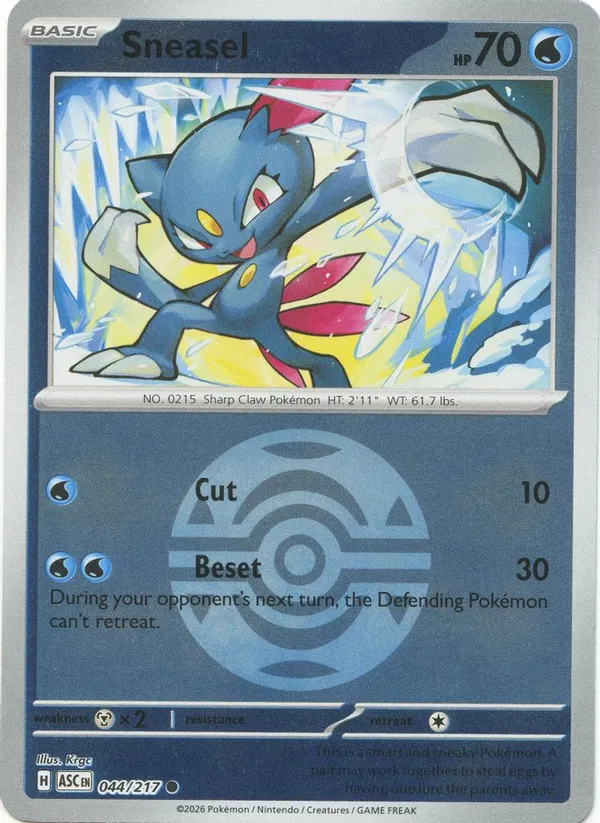 BASIC
Sneasel
HP 70
NO. 0215 Sharp Claw Pokémon HT: 2'11" WT: 61.7 lbs.
Cut 10
Beset 30
During your opponent's next turn, the Defending Pokémon
can't retreat.
weakness ×2 resistance retreat
Illus. Krgc
This is a smart and sneaky Pokémon. A
pair may work together to steal eggs by
having one lure the parents away.
H ASC EN 044/217
©2026 Pokémon / Nintendo / Creatures / GAME FREAK